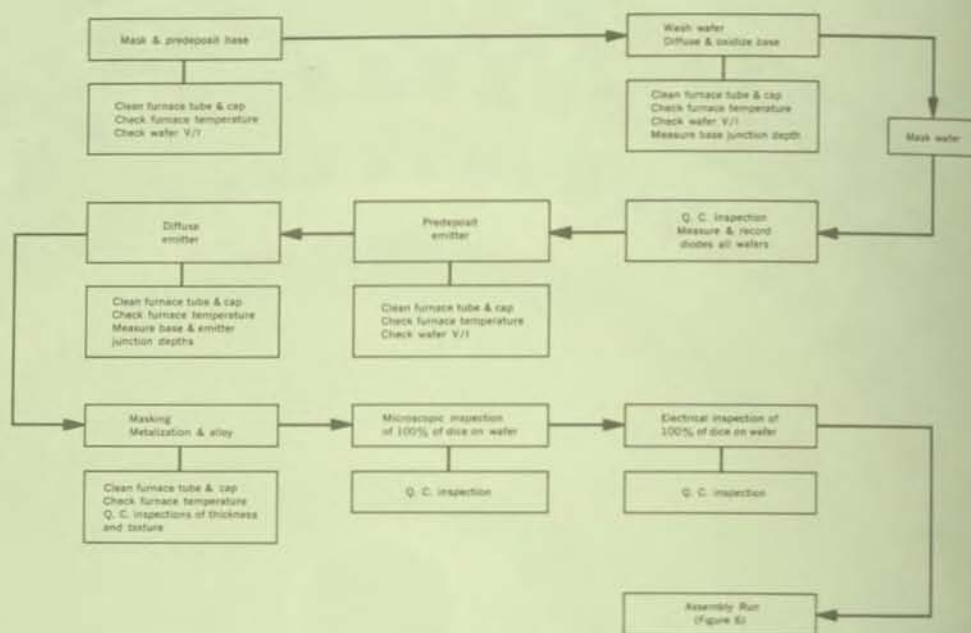 Mask & predeposit base
Clean furnace tube & cap
Check furnace temperature
Check wafer V/I
Wash wafer
Diffuse & oxidize base
Clean furnace tube & cap
Check furnace temperature
Check wafer V/I
Measure base junction depth
Mask wafer
Q. C. Inspection
Measure & record
diodes all wafers
Predeposit
emitter
Clean furnace tube & cap
Check furnace temperature
Check wafer V/I
Diffuse
emitter
Clean furnace tube & cap
Check furnace temperature
Measure base & emitter
junction depths
Masking
Metalization & alloy
Clean furnace tube & cap
Check furnace temperature
Q. C. inspections of thickness
and texture
Microscopic inspection
of 100% of dice on wafer
Q. C. inspection
Electrical inspection of
100% of dice on wafer
Q. C. inspection
Assembly Run
(Figure 6)